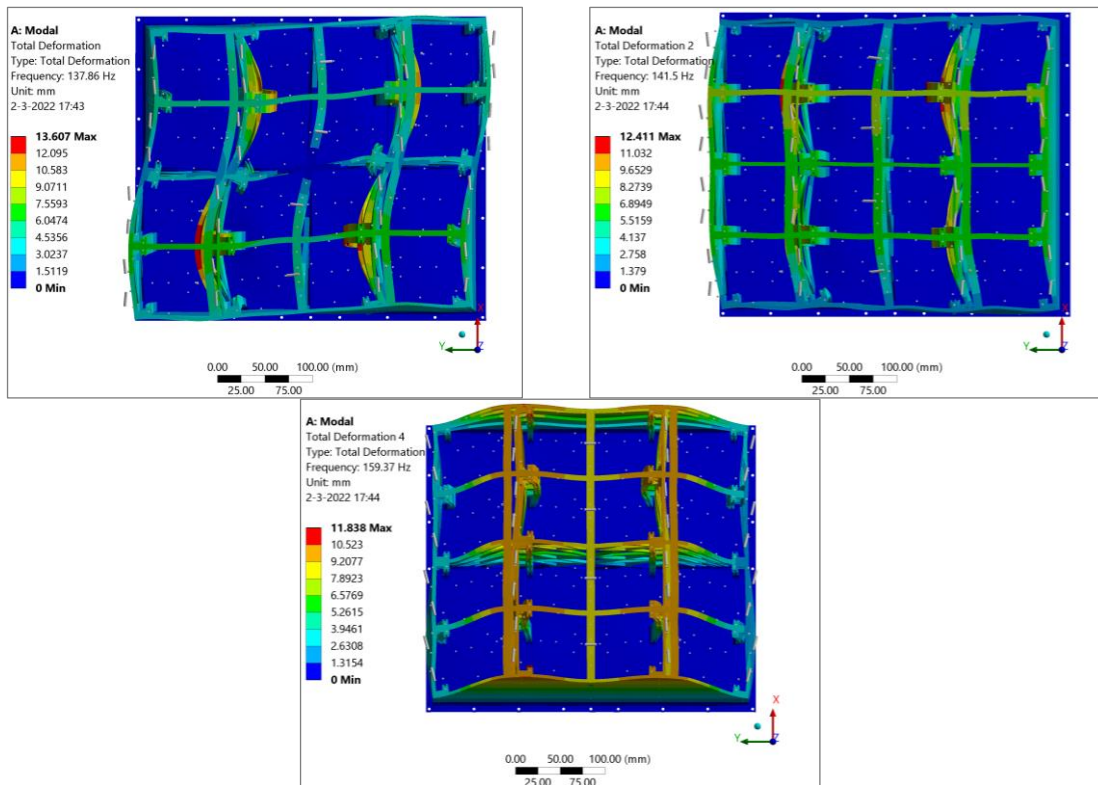 A: Modal
Total Deformation
Type: Total Deformation
Frequency: 137.86 Hz
Unit: mm
2-3-2022 17:43
13.607 Max
12.095
10.583
9.0711
7.5593
6.0474
4.5356
3.0237
1.5119
0 Min
X
Y
Z
0.00 50.00 100.00 (mm)
25.00 75.00
A: Modal
Total Deformation 2
Type: Total Deformation
Frequency: 141.5 Hz
Unit: mm
2-3-2022 17:44
12.411 Max
11.032
9.6529
8.2739
6.8949
5.5159
4.137
2.758
1.379
0 Min
X
Y
Z
0.00 50.00 100.00 (mm)
25.00 75.00
A: Modal
Total Deformation 4
Type: Total Deformation
Frequency: 159.37 Hz
Unit: mm
2-3-2022 17:44
11.838 Max
10.523
9.2077
7.8923
6.5769
5.2615
3.9461
2.6308
1.3154
0 Min
X
Y
Z
0.00 50.00 100.00 (mm)
25.00 75.00